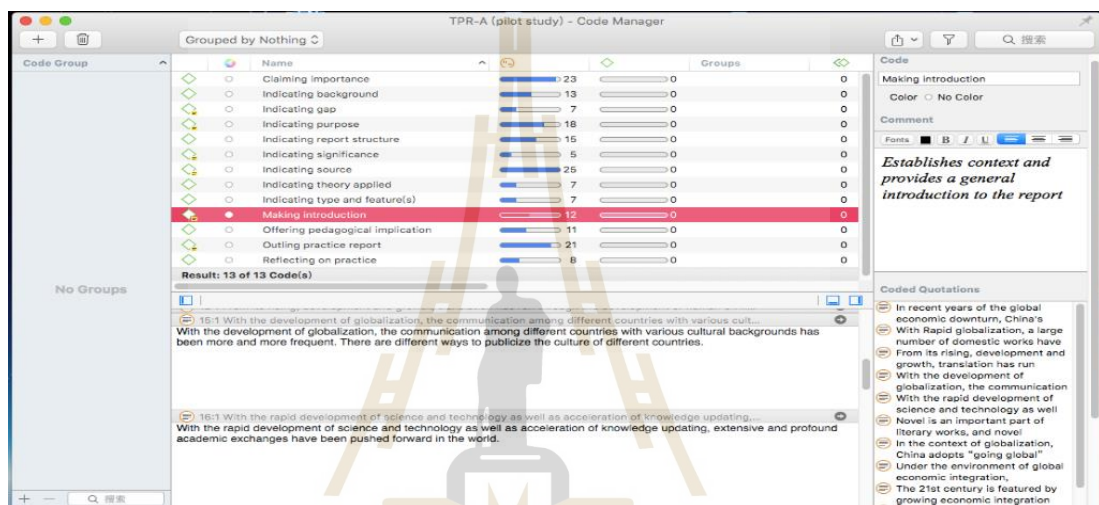 TPR-A (pilot study) - Code Manager
Grouped by Nothing
搜索
Code Group
Name
Groups
Claiming importance 23 0 0
Indicating background 13 0 0
Indicating gap 7 0 0
Indicating purpose 18 0 0
Indicating report structure 15 0 0
Indicating significance 5 0 0
Indicating source 25 0 0
Indicating theory applied 7 0 0
Indicating type and feature(s) 7 0 0
Making introduction 12 0 0
Offering pedagogical implication 11 0 0
Outling practice report 21 0 0
Reflecting on practice 8 0 0
Result: 13 of 13 Code(s)
No Groups
15:1 With the development of globalization, the communication among different countries with various cult...
With the development of globalization, the communication among different countries with various cultural backgrounds has
been more and more frequent. There are different ways to publicize the culture of different countries.
16:1 With the rapid development of science and technology as well as acceleration of knowledge updating,...
With the rapid development of science and technology as well as acceleration of knowledge updating, extensive and profound
academic exchanges have been pushed forward in the world.
搜索
Code
Making introduction
Color No Color
Comment
Fonts B I U
Establishes context and
provides a general
introduction to the report
Coded Quotations
In recent years of the global
economic downturn, China's
With Rapid globalization, a large
number of domestic works have
From its rising, development and
growth, translation has run
With the development of
globalization, the communication
With the rapid development of
science and technology as well
Novel is an important part of
literary works, and novel
In the context of globalization,
China adopts "going global"
Under the environment of global
economic integration,
The 21st century is featured by
growing economic integration